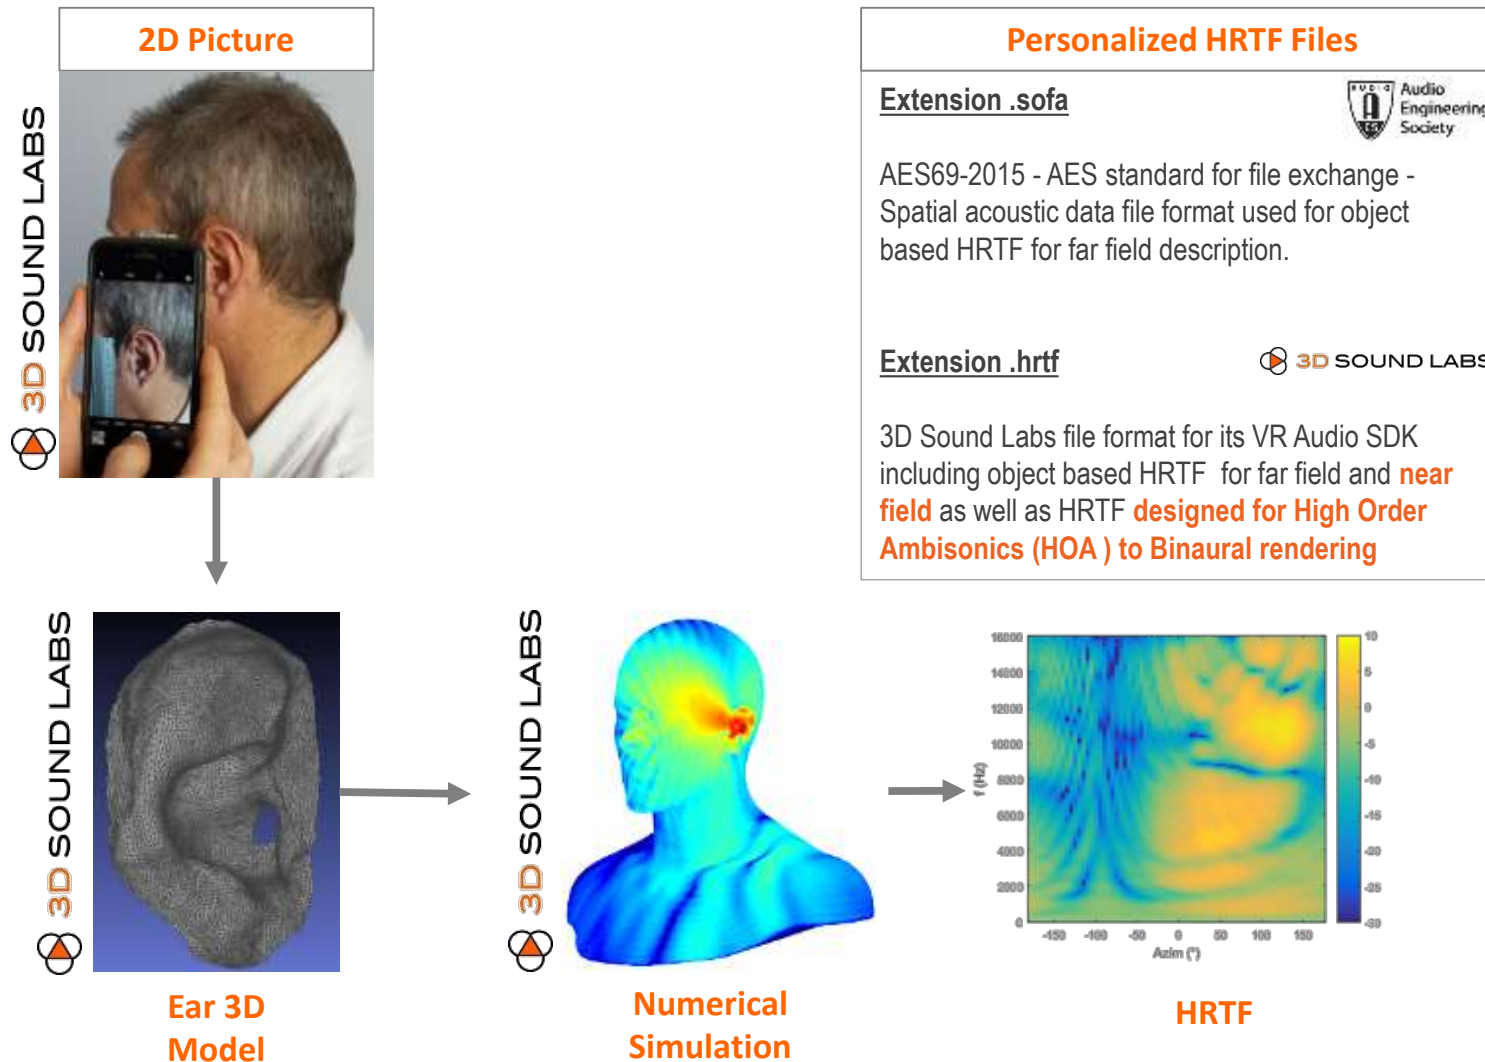 2D Picture
3D SOUND LABS
Personalized HRTF Files
Extension .sofa
AUDIO
Audio
Engineering
Society
AES69-2015 - AES standard for file exchange -
Spatial acoustic data file format used for object
based HRTF for far field description.
Extension .hrtf
3D SOUND LABS
3D Sound Labs file format for its VR Audio SDK
including object based HRTF for far field and near
field as well as HRTF designed for High Order
Ambisonics (HOA ) to Binaural rendering
3D SOUND LABS
Ear 3D
Model
3D SOUND LABS
Numerical
Simulation
f (Hz)
16000
14000
12000
10000
8000
6000
4000
2000
0
-150 -100 -50 0 50 100 150
Azim (°)
10
5
0
-5
-10
-15
-20
-25
-30
HRTF